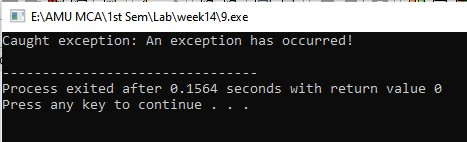 E:\AMU MCA\1st Sem\Lab\week14\9.exe
Caught exception: An exception has occurred!
--------------------------------
Process exited after 0.1564 seconds with return value 0
Press any key to continue . . .